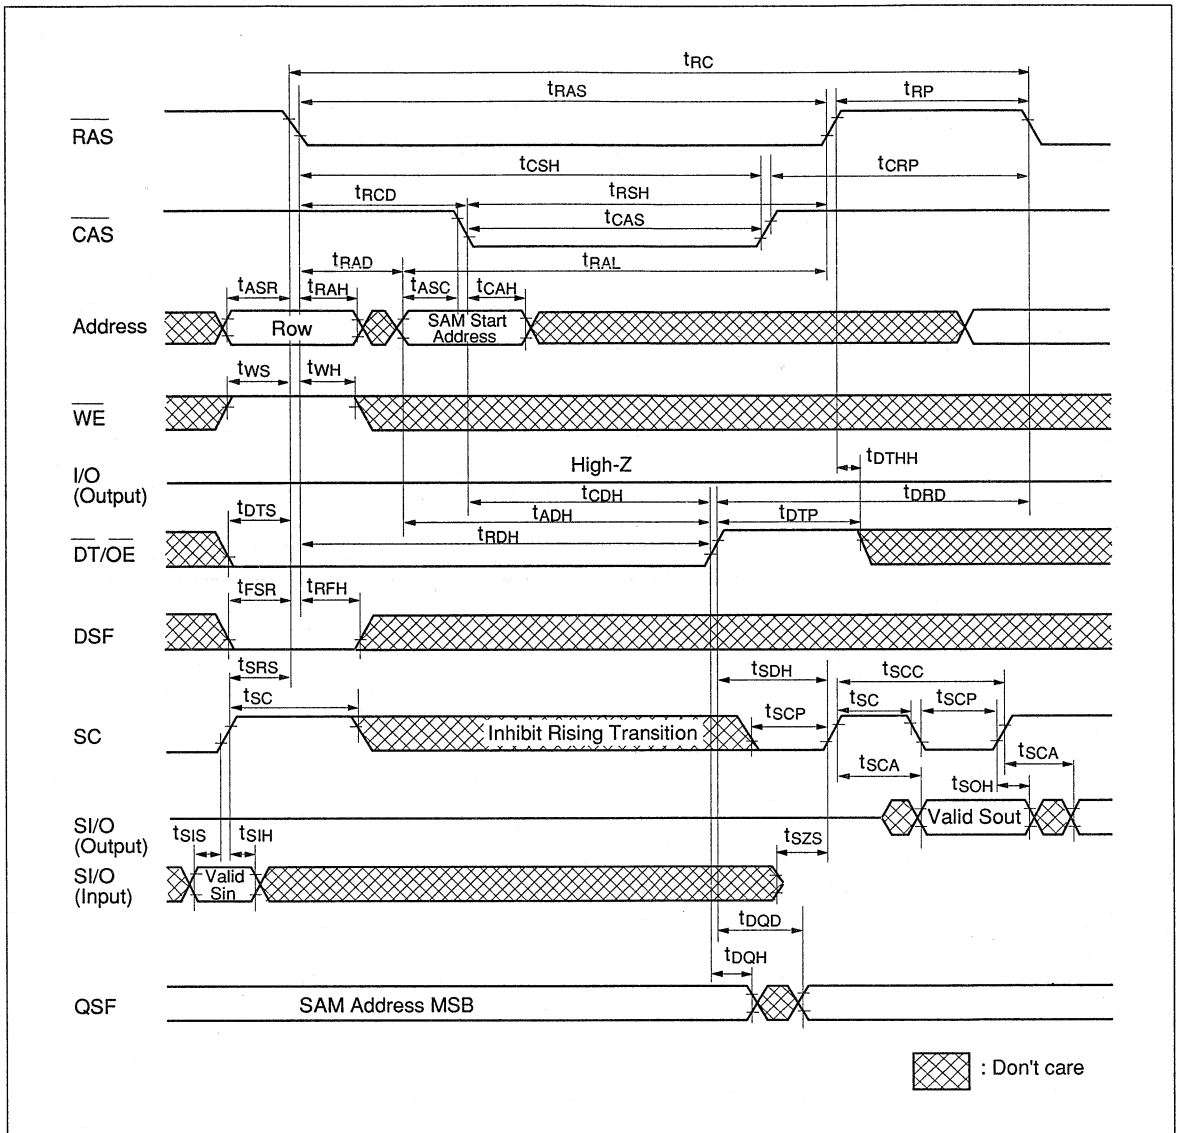 tRC
tRAS
tRP
RAS
tCSH
tCRP
tRCD
tRSH
tCAS
CAS
tRAD
tRAL
tASR
tRAH
tASC
tCAH
Address
Row
SAM Start
Address
tWS
tWH
WE
I/O
(Output)
High-Z
tDTHH
tCDH
tDRD
tDTS
tADH
tDTP
tRDH
DT/OE
tFSR
tRFH
DSF
tSRS
tSDH
tSCC
tSC
tSCP
tSC
tSCP
SC
Inhibit Rising Transition
tSCA
tSCA
tSOH
SI/O
(Output)
Valid Sout
tSIS
tSIH
tSZS
SI/O
(Input)
Valid
Sin
tDQD
tDQH
QSF
SAM Address MSB
: Don't care